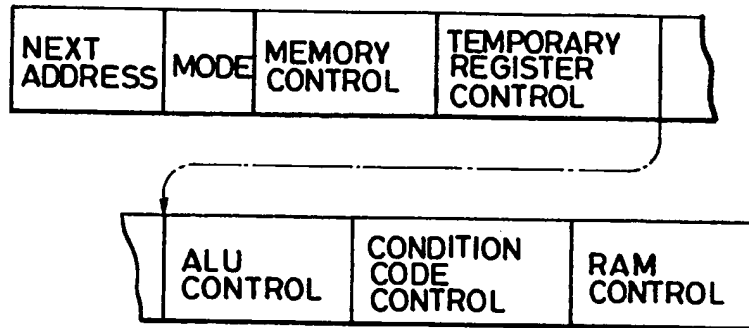 NEXT
ADDRESS
MODE
MEMORY
CONTROL
TEMPORARY
REGISTER
CONTROL
ALU
CONTROL
CONDITION
CODE
CONTROL
RAM
CONTROL